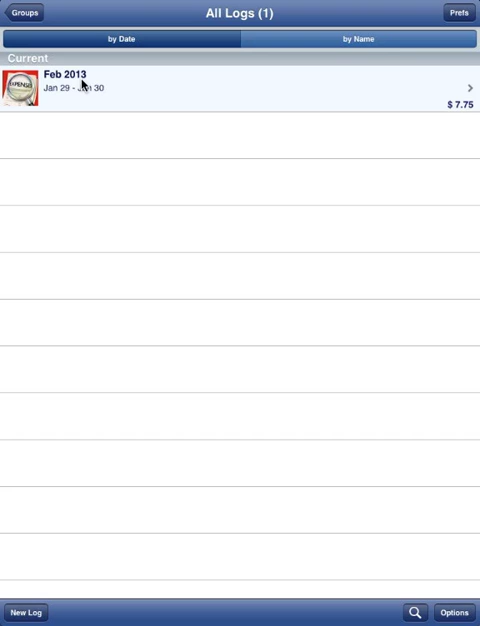 Groups
All Logs (1)
Prefs
by Date
by Name
Current
EXPENSE
Feb 2013
Jan 29 - Jan 30
$ 7.75
New Log
Options